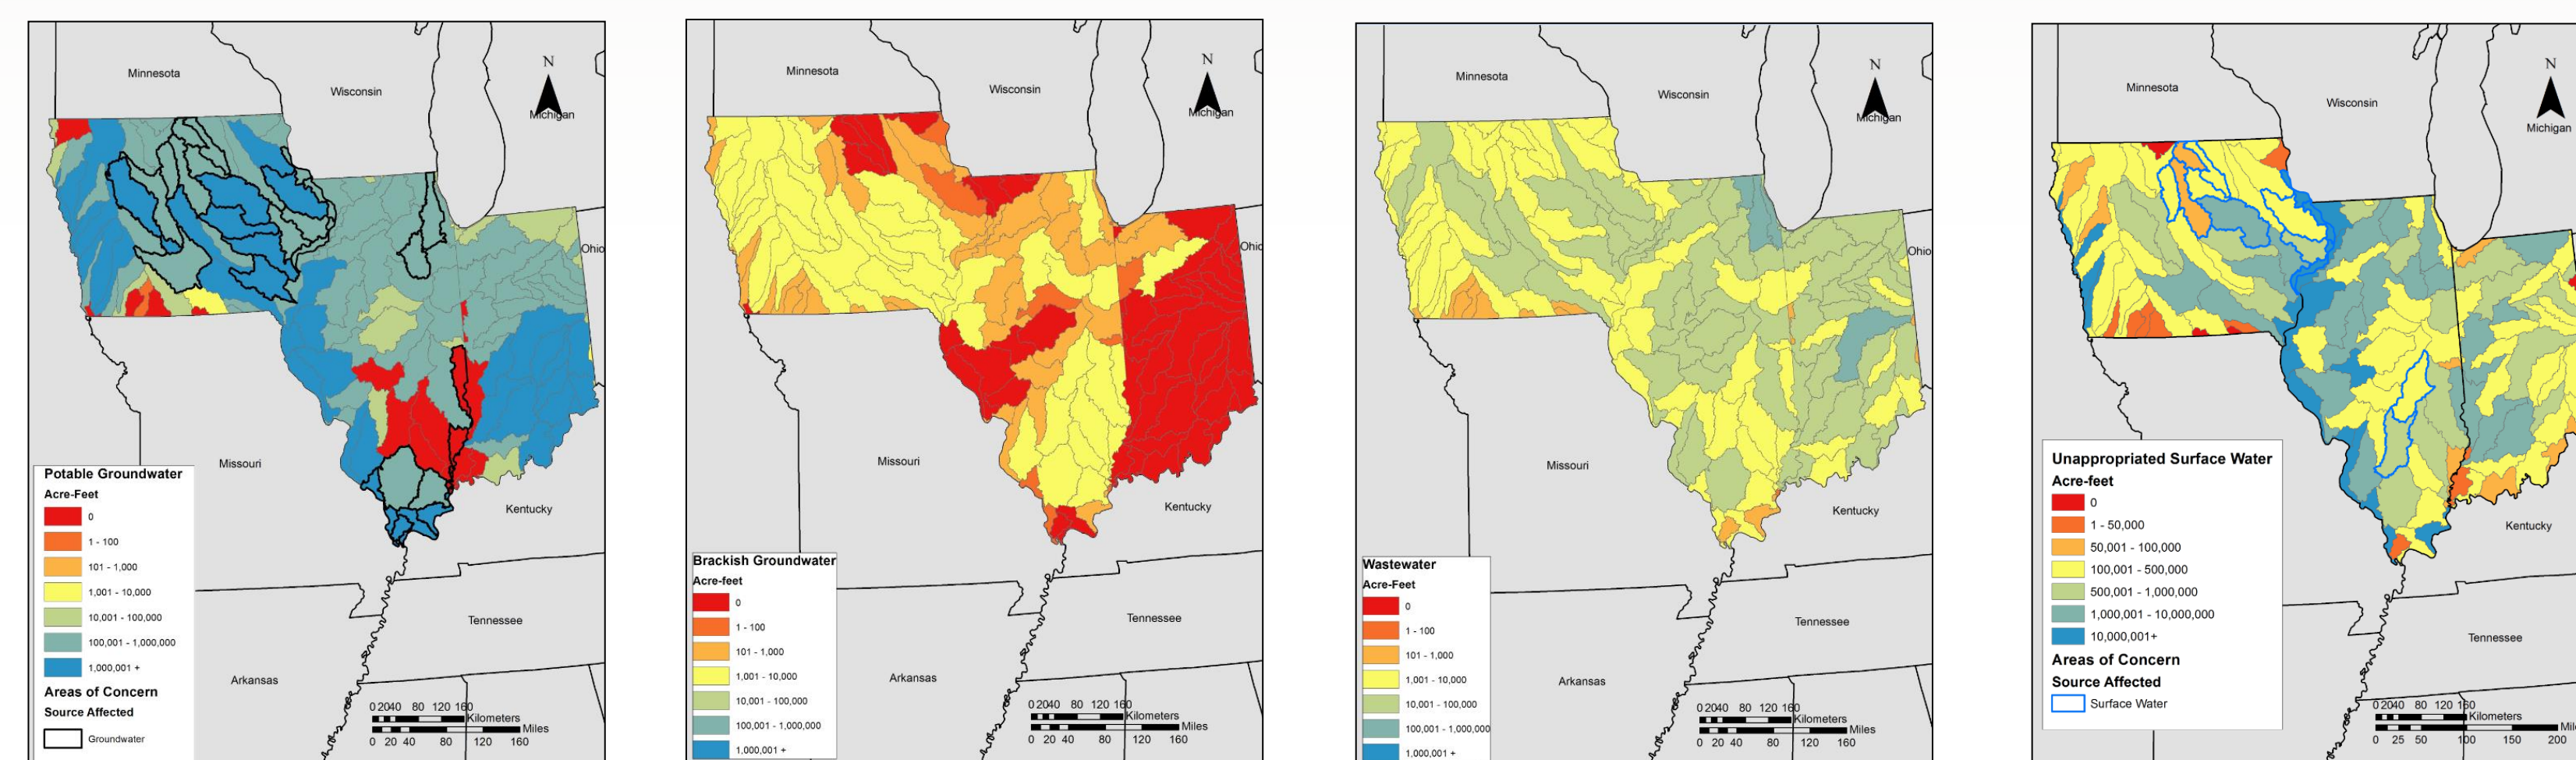 Minnesota
Wisconsin
N
Michigan
Ohio
Missouri
Kentucky
Tennessee
Arkansas
Potable Groundwater
Acre-Feet
0
1 - 100
101 - 1,000
1,001 - 10,000
10,001 - 100,000
100,001 - 1,000,000
1,000,001 +
Areas of Concern
Source Affected
Groundwater
0 20 40 80 120 160
Kilometers
Miles
0 20 40 80 120 160
Minnesota
Wisconsin
N
Michigan
Ohio
Missouri
Kentucky
Tennessee
Arkansas
Brackish Groundwater
Acre-feet
0
1 - 100
101 - 1,000
1,001 - 10,000
10,001 - 100,000
100,001 - 1,000,000
1,000,001 +
0 20 40 80 120 160
Kilometers
Miles
0 20 40 80 120 160
Minnesota
Wisconsin
N
Michigan
Ohio
Missouri
Kentucky
Tennessee
Arkansas
Wastewater
Acre-Feet
0
1 - 100
101 - 1,000
1,001 - 10,000
10,001 - 100,000
100,001 - 1,000,000
1,000,001 +
0 20 40 80 120 160
Kilometers
Miles
0 20 40 80 120 160
Minnesota
Wisconsin
N
Michigan
Kentucky
Tennessee
Unappropriated Surface Water
Acre-feet
0
1 - 50,000
50,001 - 100,000
100,001 - 500,000
500,001 - 1,000,000
1,000,001 - 10,000,000
10,000,001+
Areas of Concern
Source Affected
Surface Water
0 20 40 80 120 160
Kilometers
0 25 50 100 150 200